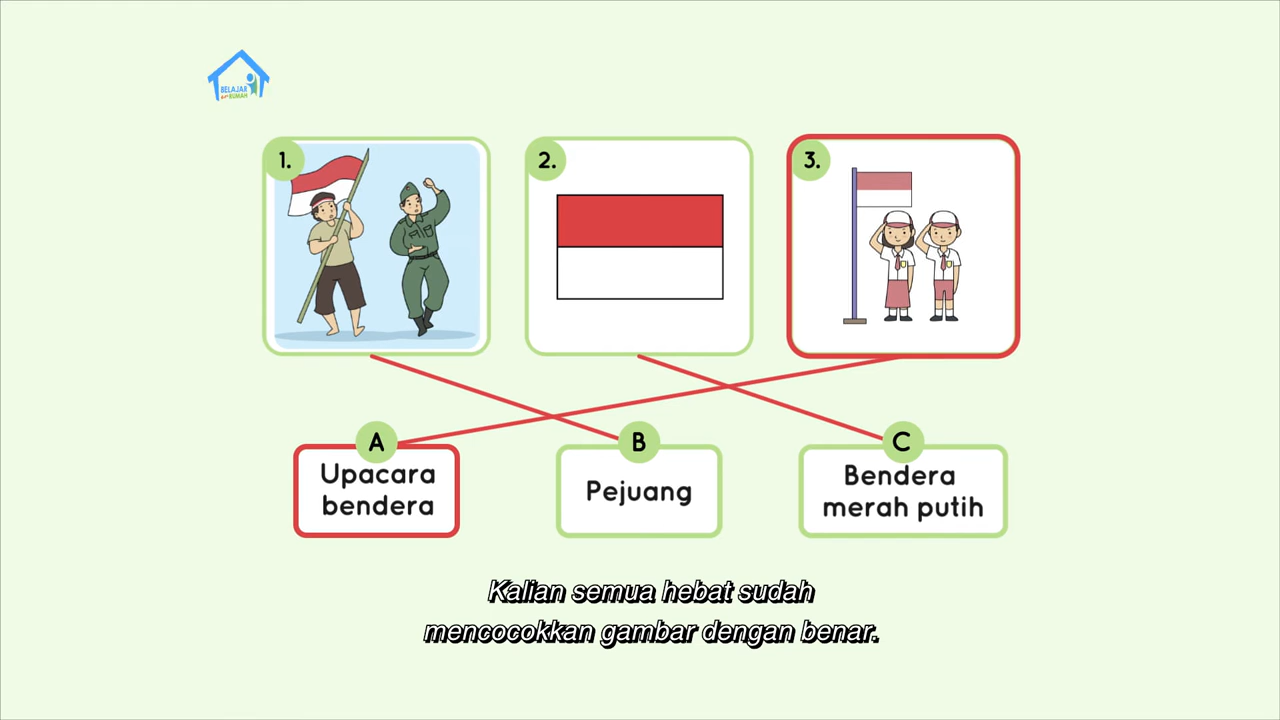 BELAJAR
di RUMAH
1.
2.
3.
A
Upacara
bendera
B
Pejuang
C
Bendera
merah putih
Kalian semua hebat sudah
mencocokkan gambar dengan benar.